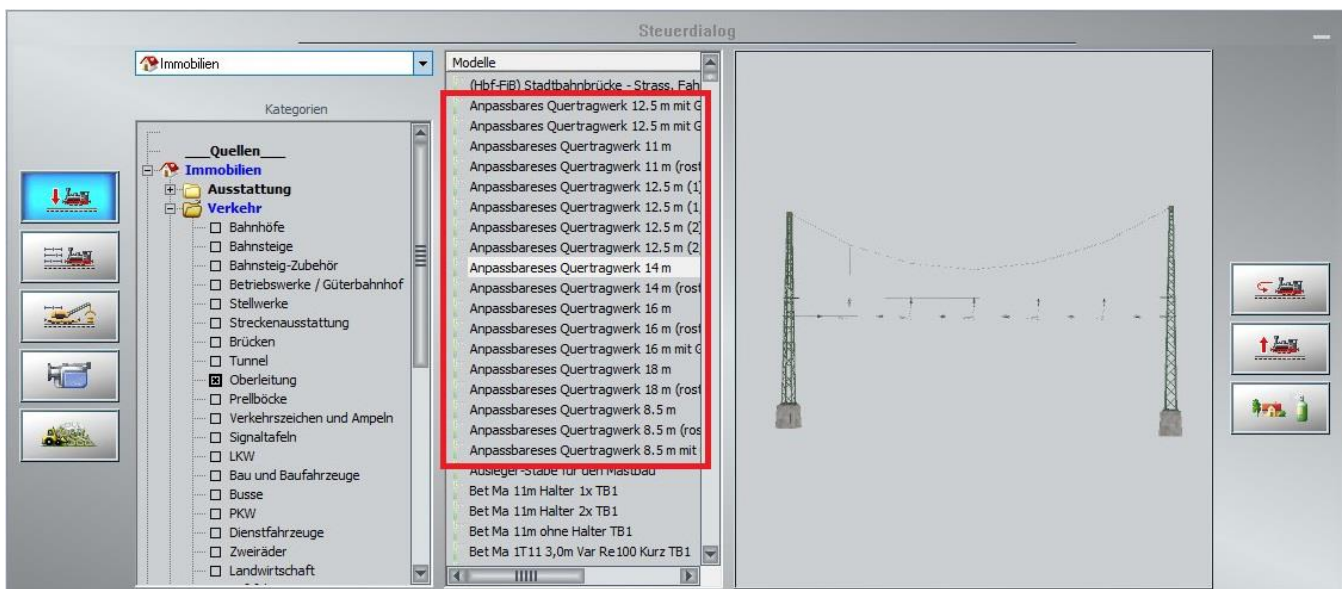 Steuerdialog
Immobilien
Kategorien
___Quellen___
Immobilien
Ausstattung
Verkehr
Bahnhöfe
Bahnsteige
Bahnsteig-Zubehör
Betriebswerke / Güterbahnhof
Stellwerke
Streckenausstattung
Brücken
Tunnel
Oberleitung
Prellböcke
Verkehrszeichen und Ampeln
Signaltafeln
LKW
Bau und Baufahrzeuge
Busse
PKW
Dienstfahrzeuge
Zweiräder
Landwirtschaft
Modelle
(Hbf-FiB) Stadtbahnbrücke - Strass. Fah
Anpassbares Quertragwerk 12.5 m mit G
Anpassbares Quertragwerk 12.5 m mit G
Anpassbareses Quertragwerk 11 m
Anpassbareses Quertragwerk 11 m (rost
Anpassbareses Quertragwerk 12.5 m (1)
Anpassbareses Quertragwerk 12.5 m (1
Anpassbareses Quertragwerk 12.5 m (2)
Anpassbareses Quertragwerk 12.5 m (2
Anpassbareses Quertragwerk 14 m
Anpassbareses Quertragwerk 14 m (rost
Anpassbareses Quertragwerk 16 m
Anpassbareses Quertragwerk 16 m (rost
Anpassbareses Quertragwerk 16 m mit G
Anpassbareses Quertragwerk 18 m
Anpassbareses Quertragwerk 18 m (rost
Anpassbareses Quertragwerk 8.5 m
Anpassbareses Quertragwerk 8.5 m (ros
Anpassbareses Quertragwerk 8.5 m mit
Ausleger-Stäbe für den Mastbau
Bet Ma 11m Halter 1x TB1
Bet Ma 11m Halter 2x TB1
Bet Ma 11m ohne Halter TB1
Bet Ma 1T11 3,0m Var Re100 Kurz TB1